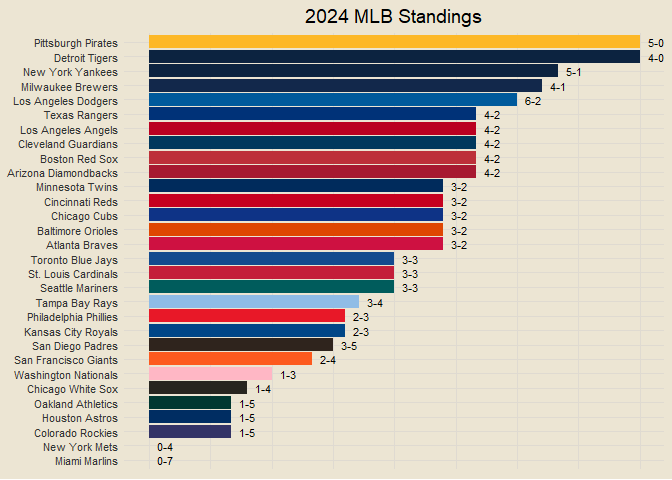 2024 MLB Standings
Pittsburgh Pirates 5-0
Detroit Tigers 4-0
New York Yankees 5-1
Milwaukee Brewers 4-1
Los Angeles Dodgers 6-2
Texas Rangers 4-2
Los Angeles Angels 4-2
Cleveland Guardians 4-2
Boston Red Sox 4-2
Arizona Diamondbacks 4-2
Minnesota Twins 3-2
Cincinnati Reds 3-2
Chicago Cubs 3-2
Baltimore Orioles 3-2
Atlanta Braves 3-2
Toronto Blue Jays 3-3
St. Louis Cardinals 3-3
Seattle Mariners 3-3
Tampa Bay Rays 3-4
Philadelphia Phillies 2-3
Kansas City Royals 2-3
San Diego Padres 3-5
San Francisco Giants 2-4
Washington Nationals 1-3
Chicago White Sox 1-4
Oakland Athletics 1-5
Houston Astros 1-5
Colorado Rockies 1-5
New York Mets 0-4
Miami Marlins 0-7